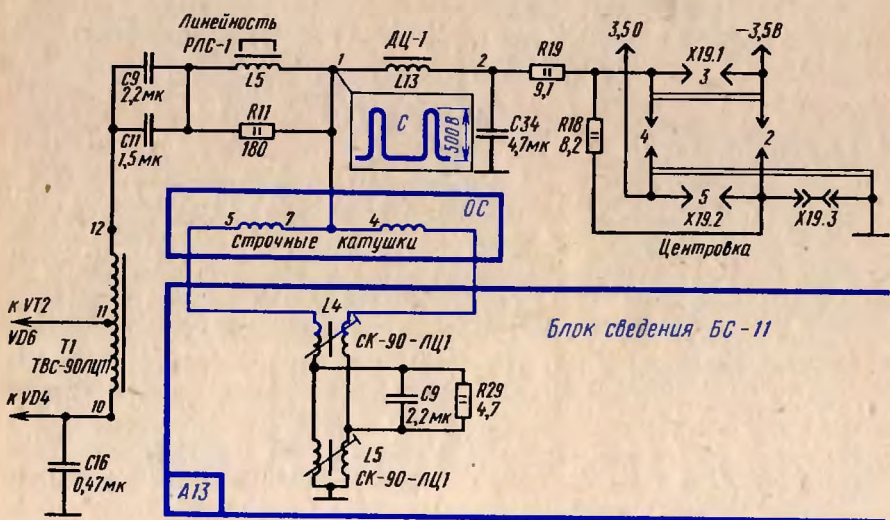 Линейность
РЛС-1
L5
C9
2,2мк
C11
1,5мк
R11
180
1
ДЦ-1
L13
2
R19
9,1
C
500В
C34
4,7мк
R18
8,2
3,50
-3,5В
X19.1
3
4
2
5
X19.2
X19.3
Центровка
ОС
5
7
4
строчные катушки
12
11
10
к VT2
VD6
T1
ТВС-90ЛЦ11
к VD4
C16
0,47мк
L4
СК-90-ЛЦ1
Блок сведения БС-11
C9
2,2мк
R29
4,7
L5
СК-90-ЛЦ1
A13